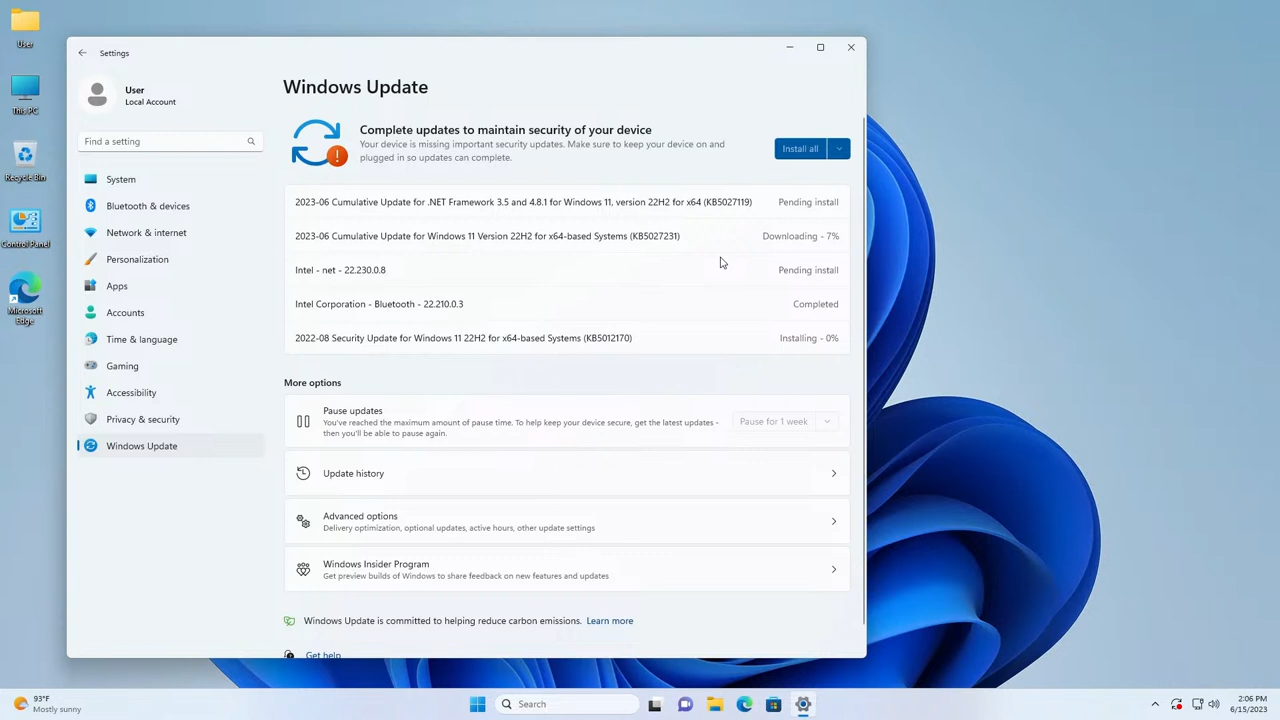 User
This PC
Recycle Bin
Control Panel
Microsoft
Edge
Settings
User
Local Account
Find a setting
System
Bluetooth & devices
Network & internet
Personalization
Apps
Accounts
Time & language
Gaming
Accessibility
Privacy & security
Windows Update
Windows Update
Complete updates to maintain security of your device
Your device is missing important security updates. Make sure to keep your device on and
plugged in so updates can complete.
Install all
2023-06 Cumulative Update for .NET Framework 3.5 and 4.8.1 for Windows 11, version 22H2 for x64 (KB5027119) Pending install
2023-06 Cumulative Update for Windows 11 Version 22H2 for x64-based Systems (KB5027231) Downloading - 7%
Intel - net - 22.230.0.8 Pending install
Intel Corporation - Bluetooth - 22.210.0.3 Completed
2022-08 Security Update for Windows 11 22H2 for x64-based Systems (KB5012170) Installing - 0%
More options
Pause updates
You've reached the maximum amount of pause time. To help keep your device secure, get the latest updates -
then you'll be able to pause again.
Pause for 1 week
Update history
Advanced options
Delivery optimization, optional updates, active hours, other update settings
Windows Insider Program
Get preview builds of Windows to share feedback on new features and updates
Windows Update is committed to helping reduce carbon emissions. Learn more
Get help
93°F
Mostly sunny
Search
2:06 PM
6/15/2023